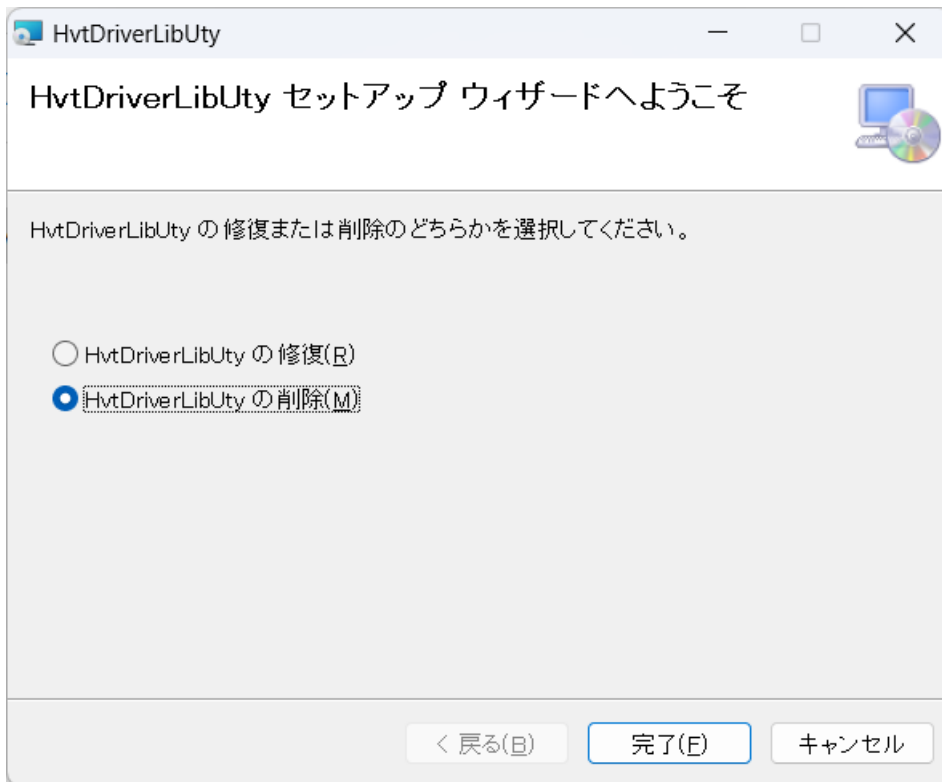 HvtDriverLibUty
HvtDriverLibUty セットアップ ウィザードへようこそ
HvtDriverLibUty の修復または削除のどちらかを選択してください。
HvtDriverLibUty の修復(R)
HvtDriverLibUty の削除(M)
< 戻る(B)
完了(F)
キャンセル